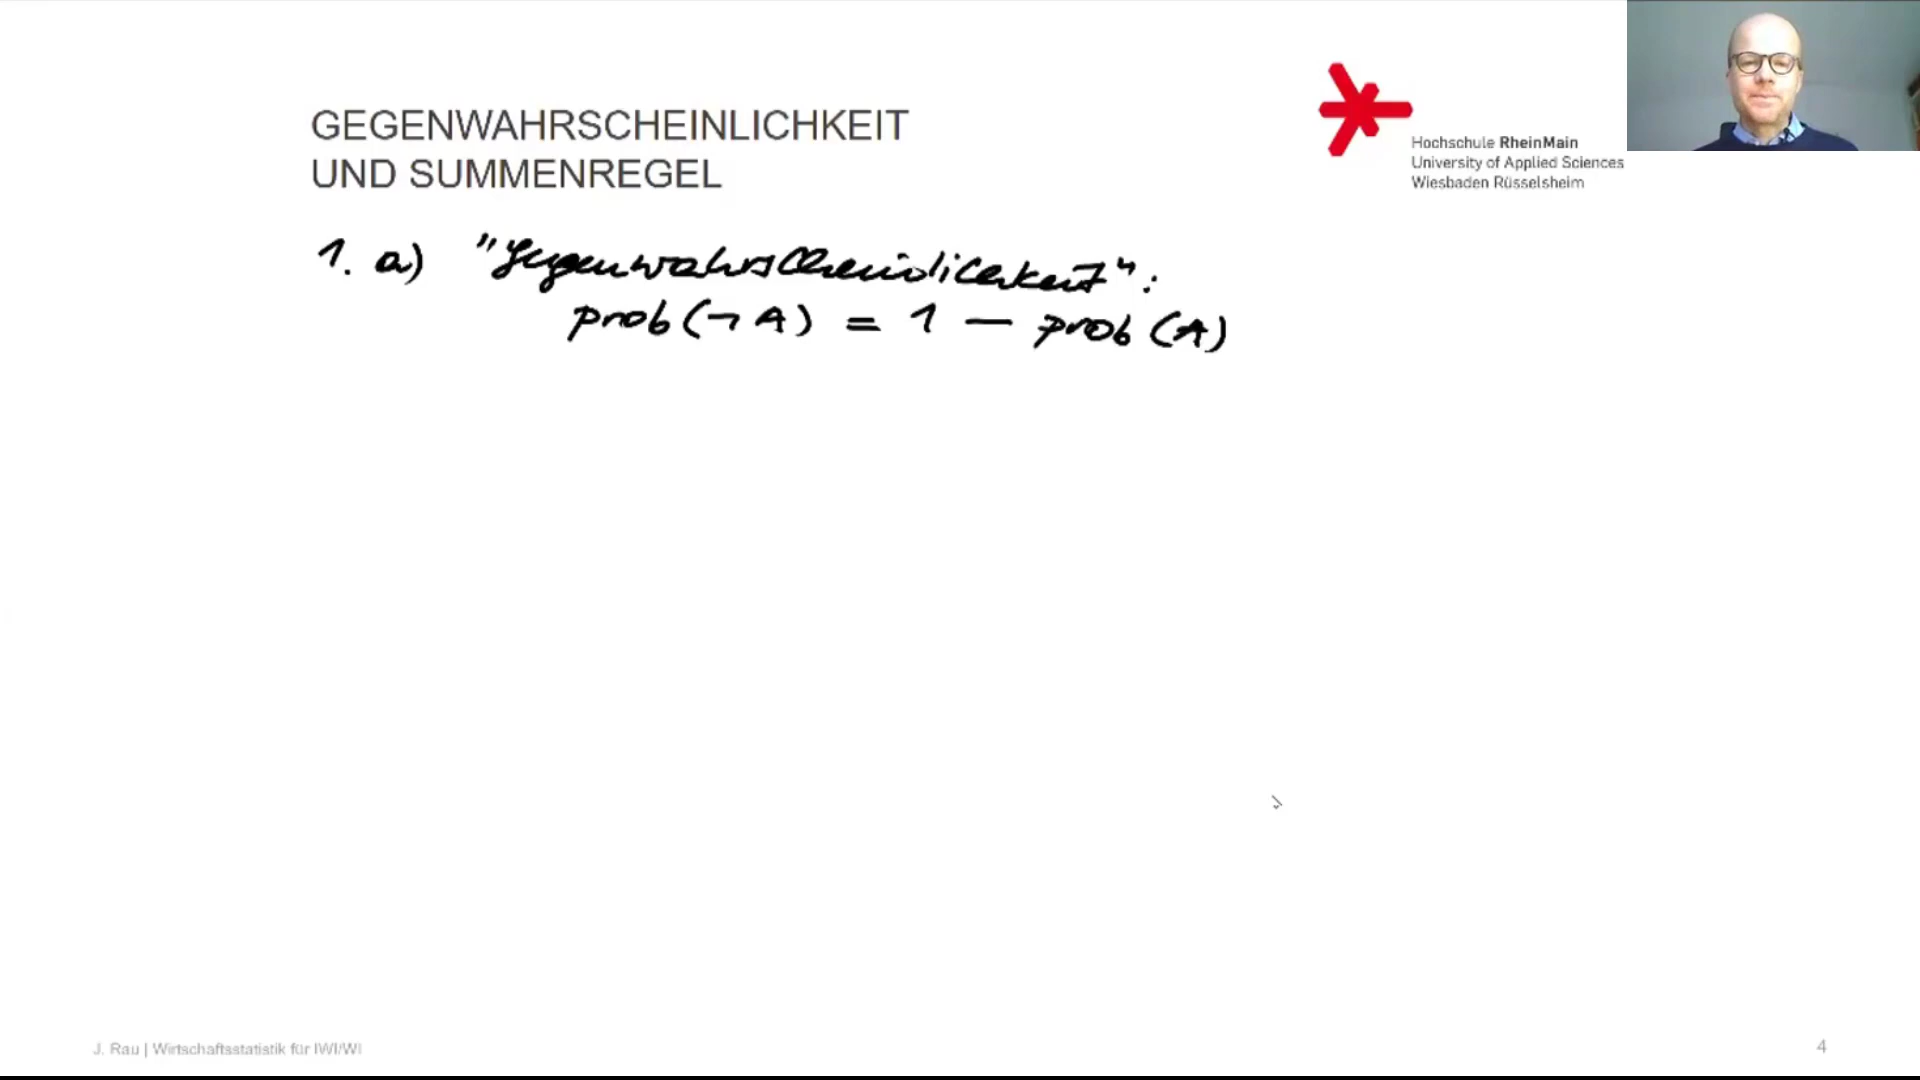 GEGENWAHRSCHEINLICHKEIT
UND SUMMENREGEL
Hochschule RheinMain
University of Applied Sciences
Wiesbaden Rüsselsheim
1. a) "Gegenwahrscheinlichkeit":
prob(¬A) = 1 – prob(A)
J. Rau | Wirtschaftsstatistik für IWI/WI
4